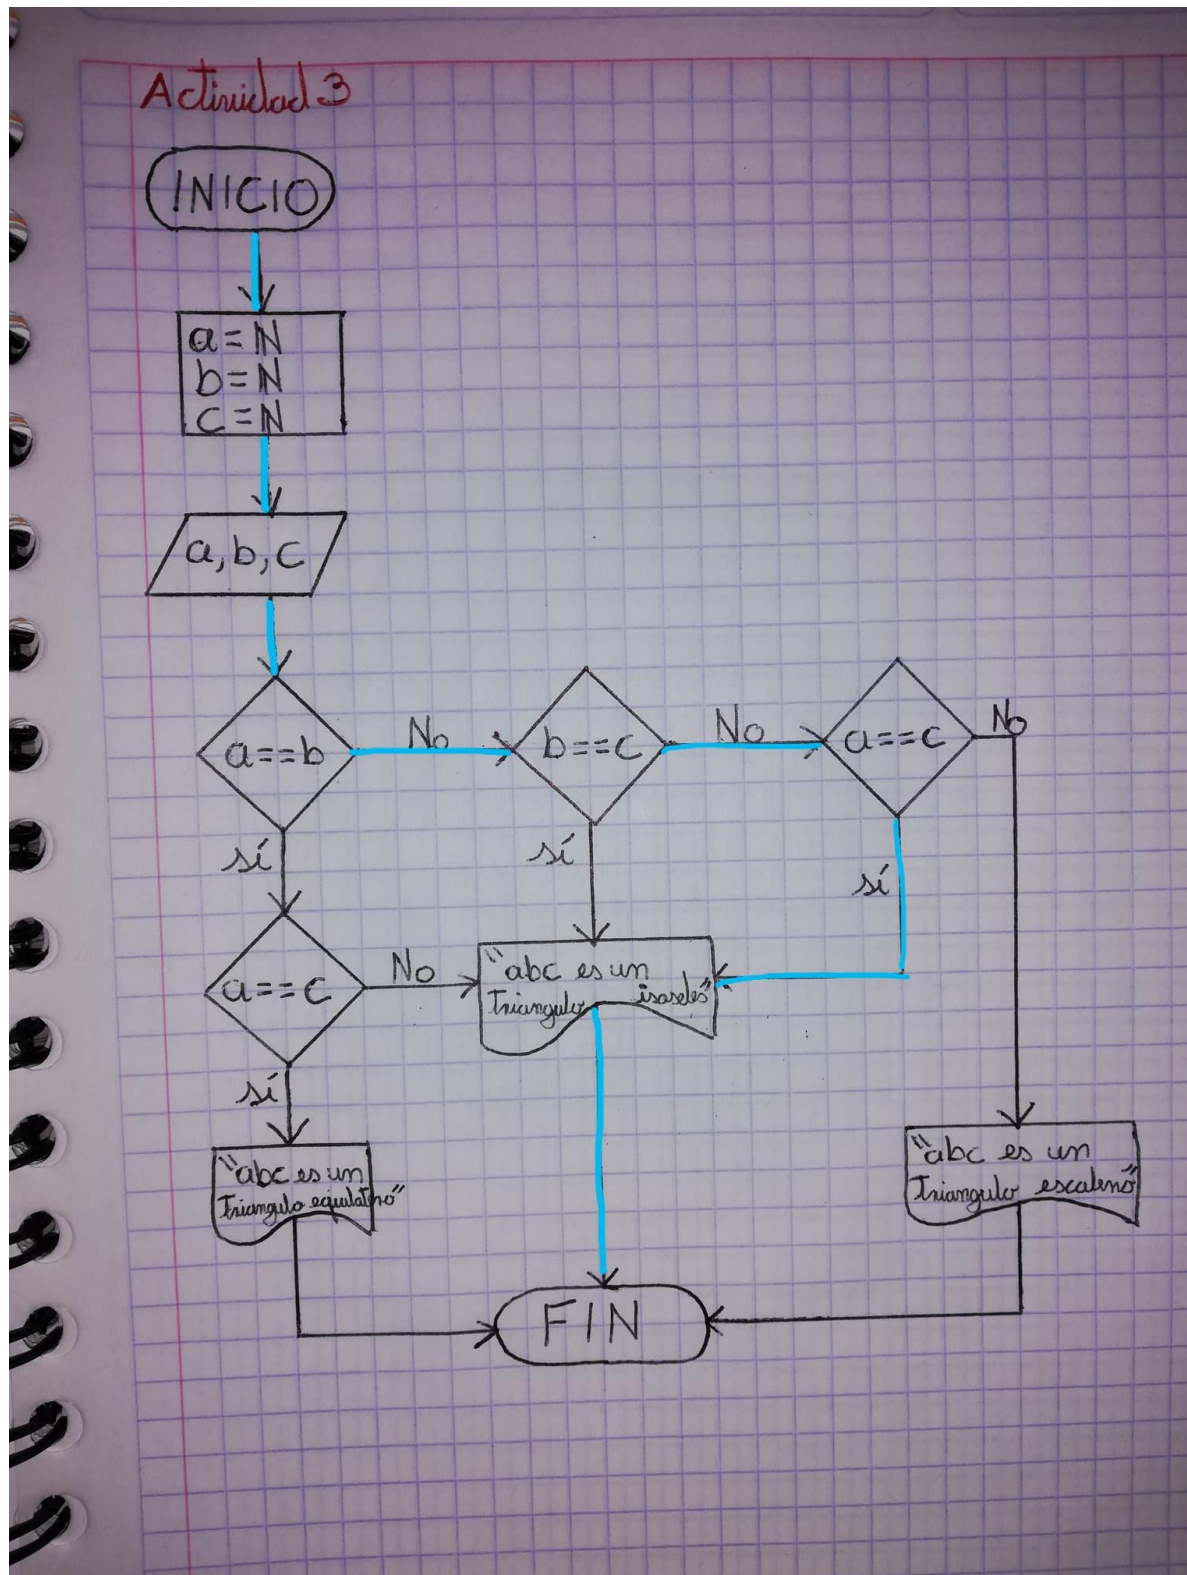 Actividad 3
INICIO
a=N
b=N
c=N
a,b,c
a==b
No
b==c
No
a==c
No
sí
sí
sí
a==c
No
"abc es un
triangulo isoseles"
sí
"abc es un
triangulo equilatero"
"abc es un
triangulo escaleno"
FIN